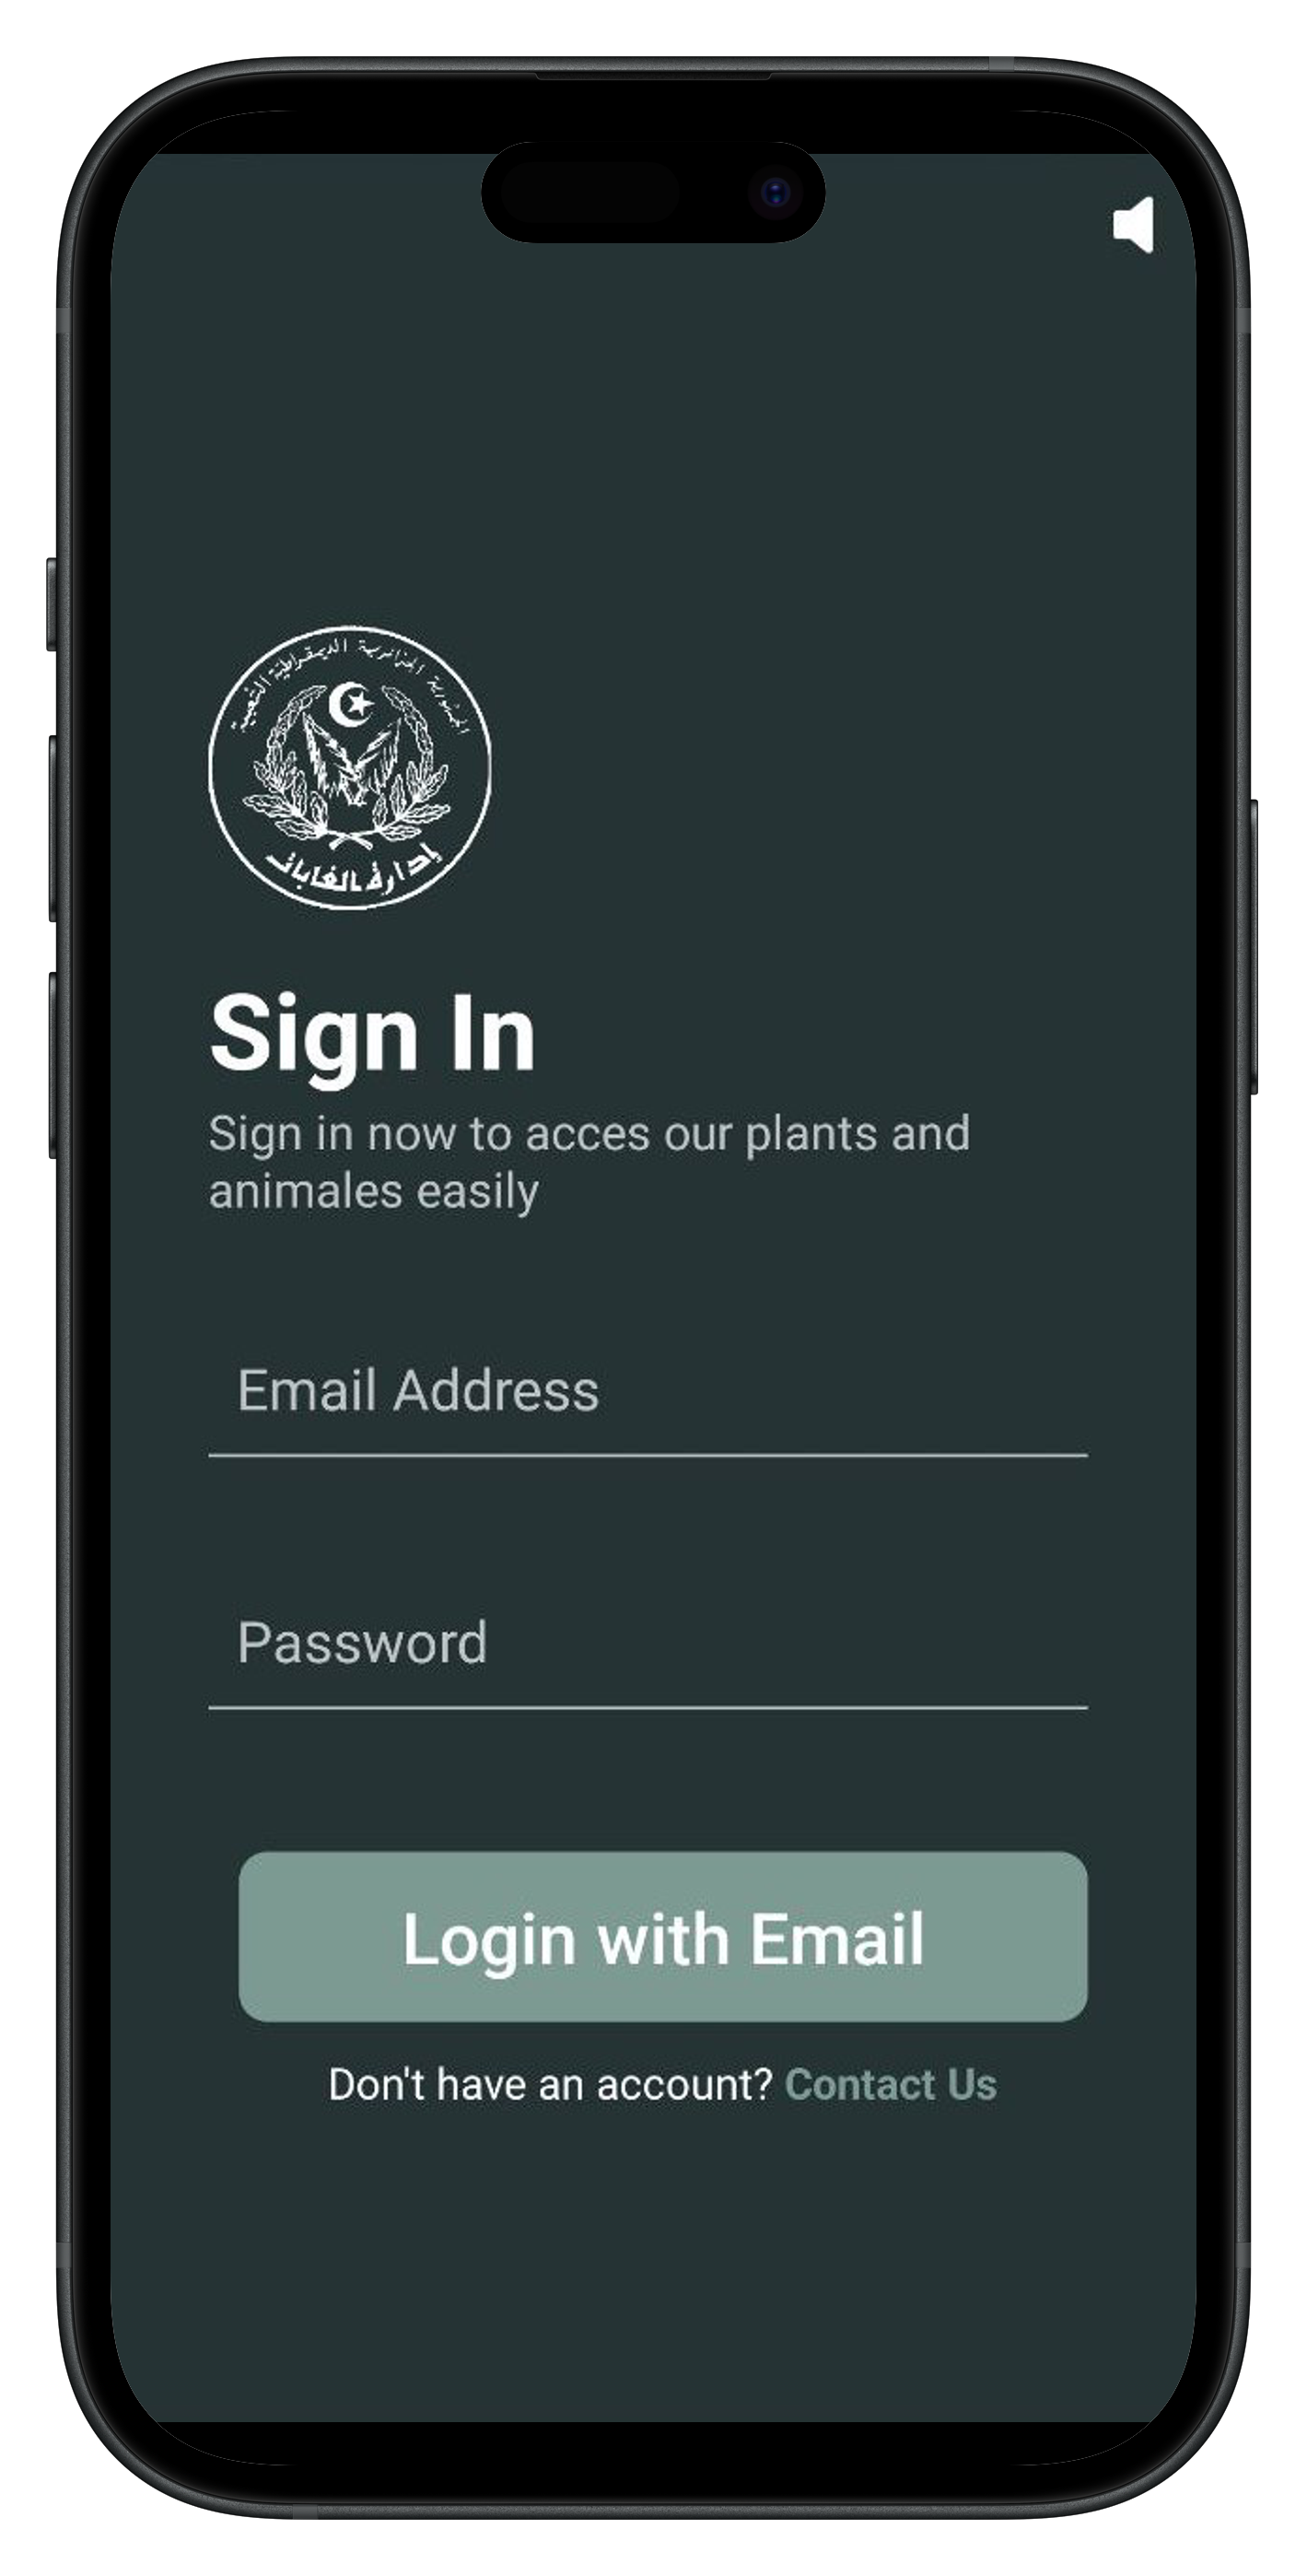 الجمهورية الجزائرية الديمقراطية الشعبية
إدارة الغابات
Sign In
Sign in now to acces our plants and
animales easily
Email Address
Password
Login with Email
Don't have an account? Contact Us